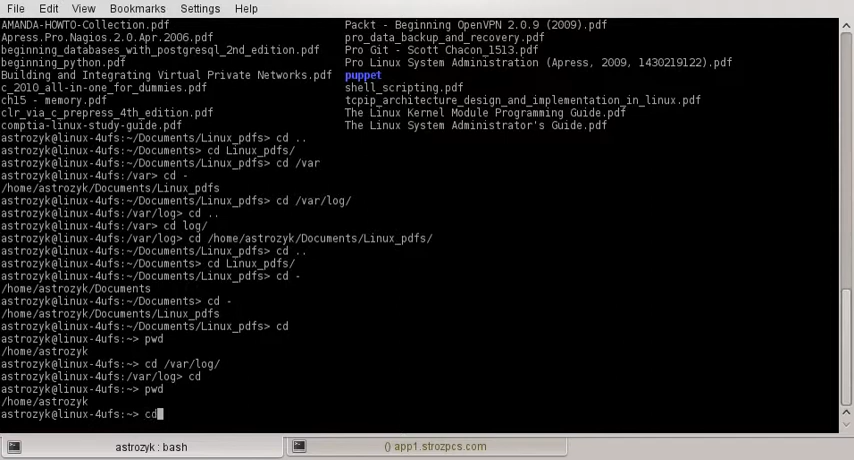 File Edit View Bookmarks Settings Help
AMANDA-HOWTO-Collection.pdf Packt - Beginning OpenVPN 2.0.9 (2009).pdf
Apress.Pro.Nagios.2.0.Apr.2006.pdf pro_data_backup_and_recovery.pdf
beginning_databases_with_postgresql_2nd_edition.pdf Pro Git - Scott Chacon_1513.pdf
beginning_python.pdf Pro Linux System Administration (Apress, 2009, 1430219122).pdf
Building and Integrating Virtual Private Networks.pdf puppet
c_2010_all-in-one_for_dummies.pdf shell_scripting.pdf
ch15 - memory.pdf tcpip_architecture_design_and_implementation_in_linux.pdf
clr_via_c_prepress_4th_edition.pdf The Linux Kernel Module Programming Guide.pdf
comptia-linux-study-guide.pdf The Linux System Administrator's Guide.pdf
astrozyk@linux-4ufs:~/Documents/Linux_pdfs> cd ..
astrozyk@linux-4ufs:~/Documents> cd Linux_pdfs/
astrozyk@linux-4ufs:~/Documents/Linux_pdfs> cd /var
astrozyk@linux-4ufs:/var> cd -
/home/astrozyk/Documents/Linux_pdfs
astrozyk@linux-4ufs:~/Documents/Linux_pdfs> cd /var/log/
astrozyk@linux-4ufs:/var/log> cd ..
astrozyk@linux-4ufs:/var> cd log/
astrozyk@linux-4ufs:/var/log> cd /home/astrozyk/Documents/Linux_pdfs/
astrozyk@linux-4ufs:~/Documents/Linux_pdfs> cd ..
astrozyk@linux-4ufs:~/Documents> cd Linux_pdfs/
astrozyk@linux-4ufs:~/Documents/Linux_pdfs> cd -
/home/astrozyk/Documents
astrozyk@linux-4ufs:~/Documents> cd -
/home/astrozyk/Documents/Linux_pdfs
astrozyk@linux-4ufs:~/Documents/Linux_pdfs> cd
astrozyk@linux-4ufs:~> pwd
/home/astrozyk
astrozyk@linux-4ufs:~> cd /var/log/
astrozyk@linux-4ufs:/var/log> cd
astrozyk@linux-4ufs:~> pwd
/home/astrozyk
astrozyk@linux-4ufs:~> cd
astrozyk : bash () app1.strozpcs.com